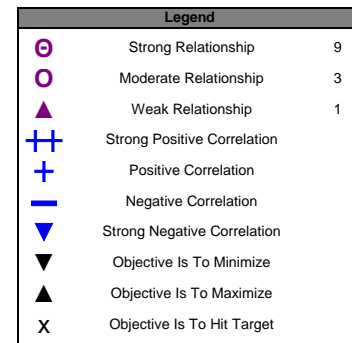 Legend
Θ Strong Relationship 9
Ο Moderate Relationship 3
▲ Weak Relationship 1
┼┼ Strong Positive Correlation
┼ Positive Correlation
▬ Negative Correlation
▼ Strong Negative Correlation
▼ Objective Is To Minimize
▲ Objective Is To Maximize
x Objective Is To Hit Target